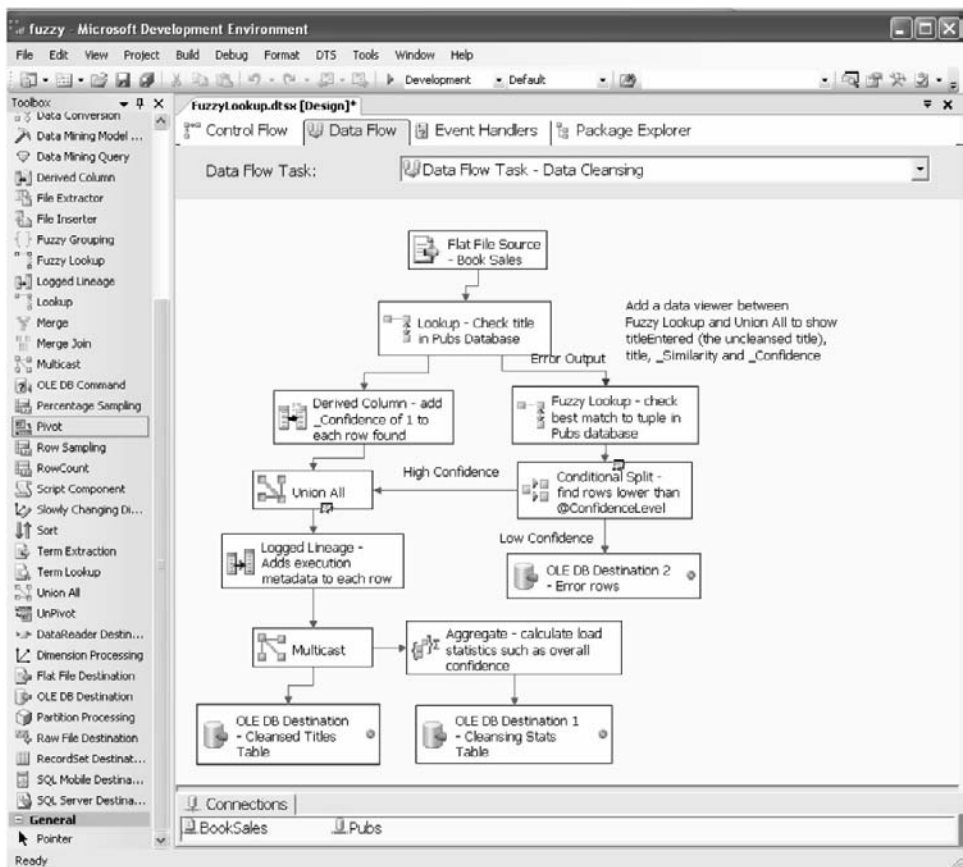 fuzzy - Microsoft Development Environment
File Edit View Project Build Debug Format DTS Tools Window Help
Development Default
Toolbox
Data Conversion
Data Mining Model ...
Data Mining Query
Derived Column
File Extractor
File Inserter
Fuzzy Grouping
Fuzzy Lookup
Logged Lineage
Lookup
Merge
Merge Join
Multicast
OLE DB Command
Percentage Sampling
Pivot
Row Sampling
RowCount
Script Component
Slowly Changing Di...
Sort
Term Extraction
Term Lookup
Union All
UnPivot
DataReader Destin...
Dimension Processing
Flat File Destination
OLE DB Destination
Partition Processing
Raw File Destination
RecordSet Destinat...
SQL Mobile Destina...
SQL Server Destina...
General
Pointer
FuzzyLookup.dtsx [Design]*
Control Flow Data Flow Event Handlers Package Explorer
Data Flow Task: Data Flow Task - Data Cleansing
Flat File Source
- Book Sales
Lookup - Check title
in Pubs Database
Add a data viewer between
Fuzzy Lookup and Union All to show
titleEntered (the uncleansed title),
title, _Similarity and _Confidence
Error Output
Derived Column - add
_Confidence of 1 to
each row found
Fuzzy Lookup - check
best match to tuple in
Pubs database
High Confidence
Union All
Conditional Split -
find rows lower than
@ConfidenceLevel
Low Confidence
Logged Lineage -
Adds execution
metadata to each row
OLE DB Destination 2
- Error rows
Multicast
Aggregate - calculate load
statistics such as overall
confidence
OLE DB Destination
- Cleansed Titles
Table
OLE DB Destination 1
- Cleansing Stats
Table
Connections
BookSales Pubs
Ready